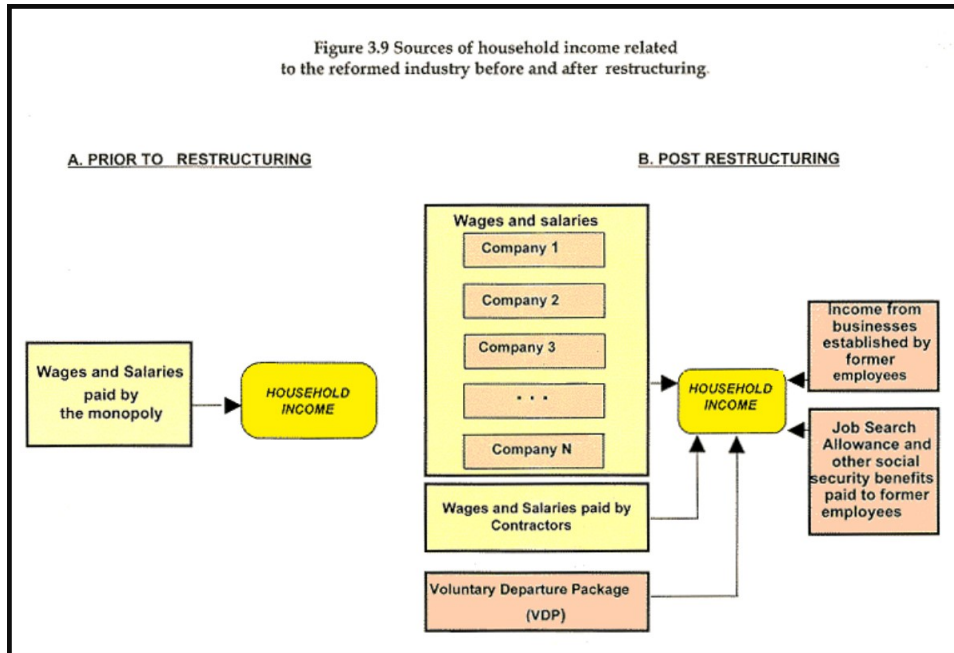 Figure 3.9 Sources of household income related
to the reformed industry before and after restructuring.
A. PRIOR TO RESTRUCTURING
Wages and Salaries
paid by
the monopoly
HOUSEHOLD
INCOME
B. POST RESTRUCTURING
Wages and salaries
Company 1
Company 2
Company 3
. . .
Company N
Wages and Salaries paid by
Contractors
Voluntary Departure Package
(VDP)
HOUSEHOLD
INCOME
Income from
businesses
established by
former
employees
Job Search
Allowance and
other social
security benefits
paid to former
employees